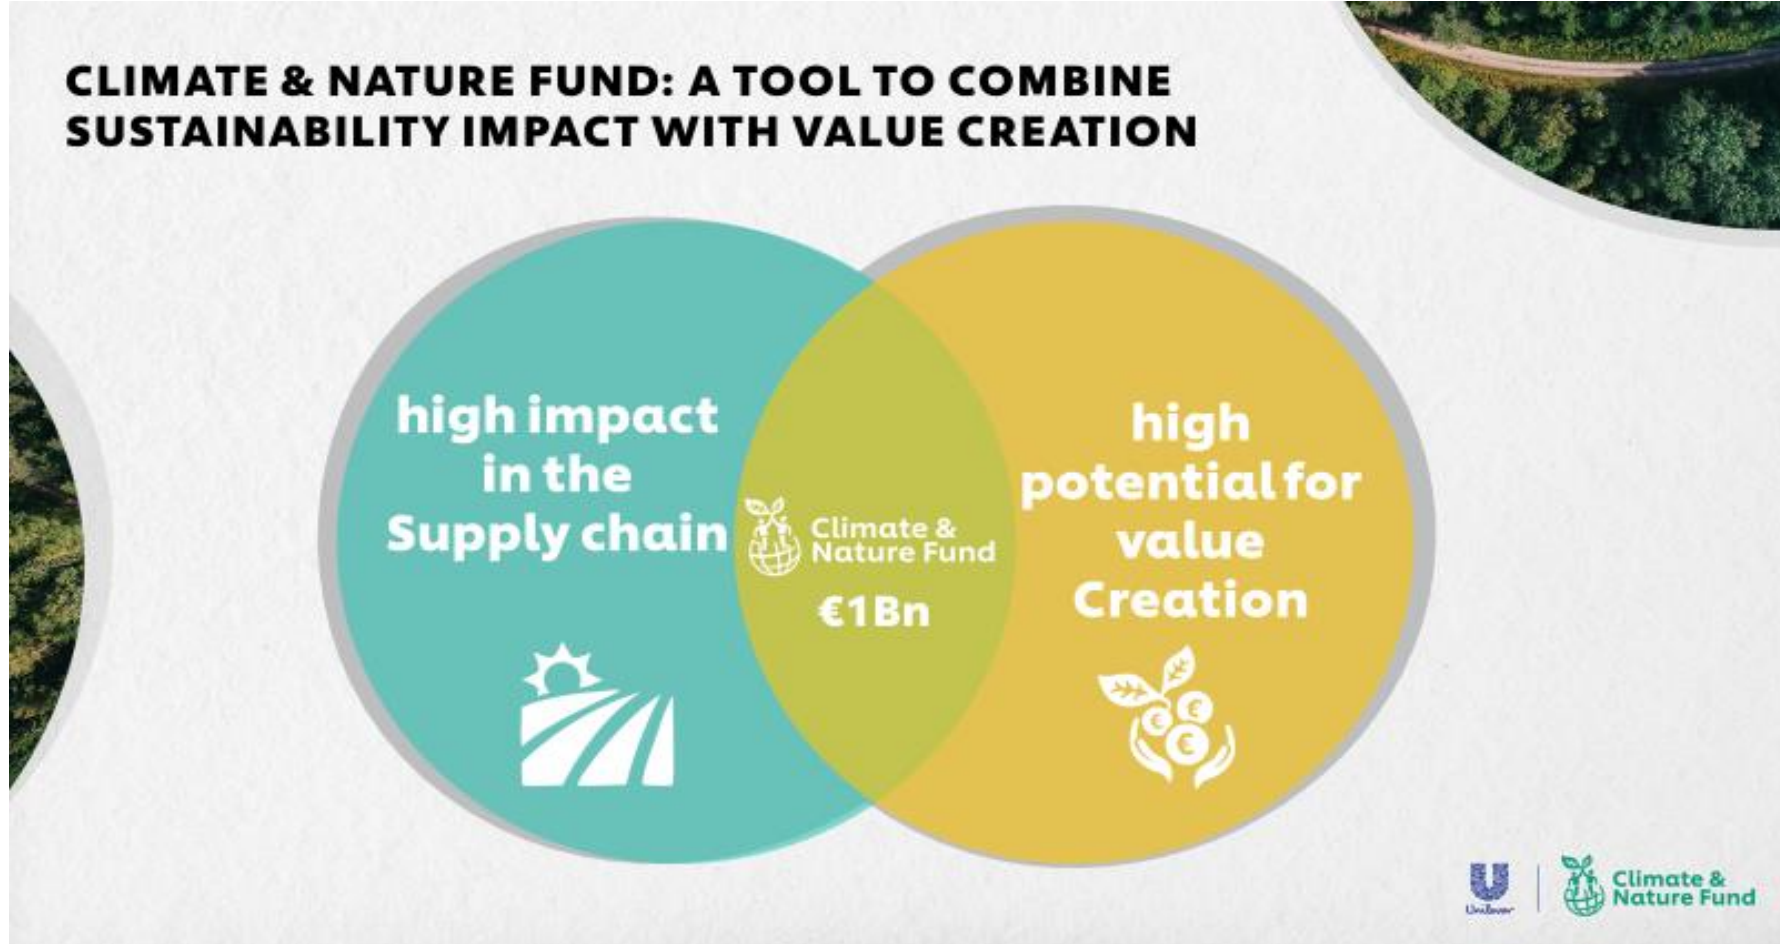 CLIMATE & NATURE FUND: A TOOL TO COMBINE
SUSTAINABILITY IMPACT WITH VALUE CREATION
high impact
in the
Supply chain
Climate &
Nature Fund
€1Bn
high
potential for
value
Creation
€ €
€
Unilever
Climate &
Nature Fund